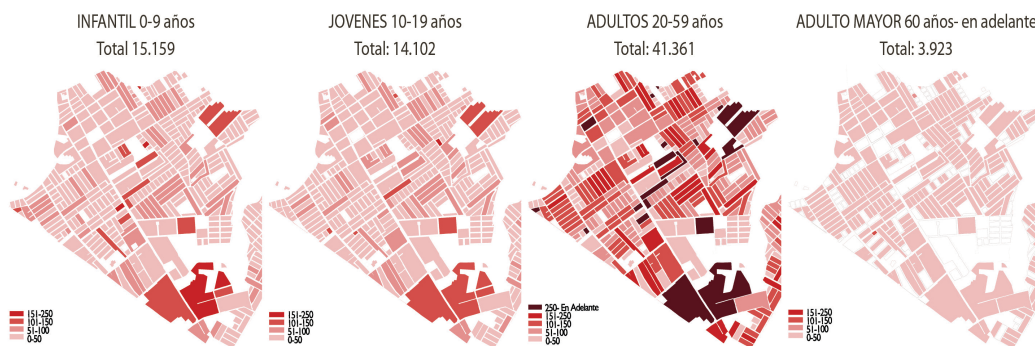 INFANTIL 0-9 años
Total 15.159
JOVENES 10-19 años
Total: 14.102
ADULTOS 20-59 años
Total: 41.361
ADULTO MAYOR 60 años- en adelante
Total: 3.923
151-250
101-150
51-100
0-50
151-250
101-150
51-100
0-50
250- En Adelante
151-250
101-150
51-100
0-50
151-250
101-150
51-100
0-50